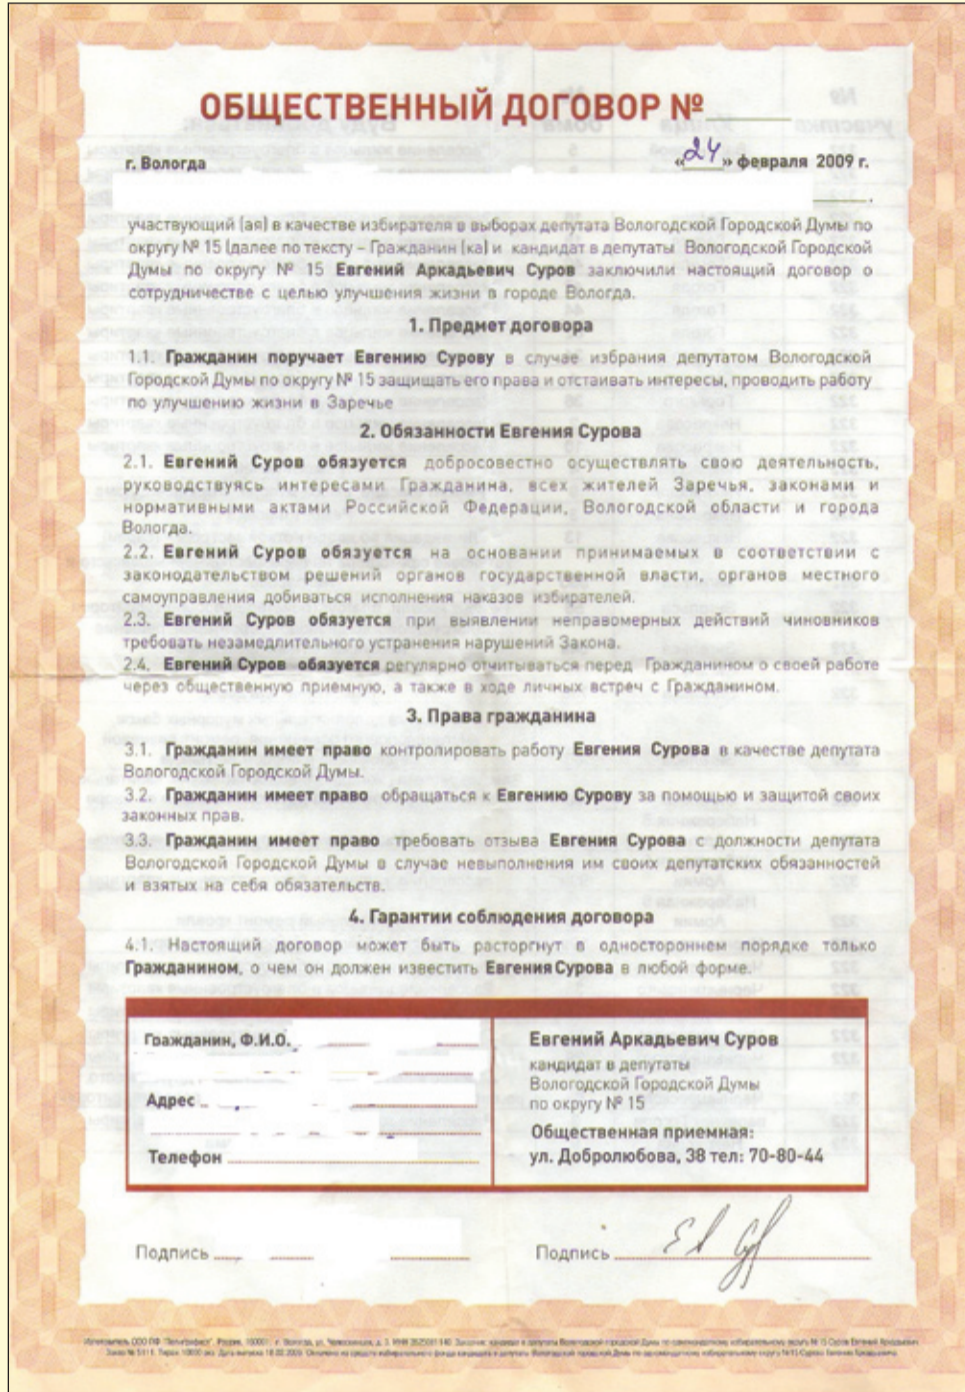 ОБЩЕСТВЕННЫЙ ДОГОВОР №
г. Вологда «24» февраля 2009 г.
участвующий (ая) в качестве избирателя в выборах депутата Вологодской Городской Думы по
округу № 15 (далее по тексту – Гражданин (ка) и кандидат в депутаты Вологодской Городской
Думы по округу № 15 Евгений Аркадьевич Суров заключили настоящий договор о
сотрудничестве с целью улучшения жизни в городе Вологда.
1. Предмет договора
1.1. Гражданин поручает Евгению Сурову в случае избрания депутатом Вологодской
Городской Думы по округу № 15 защищать его права и отстаивать интересы, проводить работу
по улучшению жизни в Заречье
2. Обязанности Евгения Сурова
2.1. Евгений Суров обязуется добросовестно осуществлять свою деятельность,
руководствуясь интересами Гражданина, всех жителей Заречья, законами и
нормативными актами Российской Федерации, Вологодской области и города
Вологда.
2.2. Евгений Суров обязуется на основании принимаемых в соответствии с
законодательством решений органов государственной власти, органов местного
самоуправления добиваться исполнения наказов избирателей.
2.3. Евгений Суров обязуется при выявлении неправомерных действий чиновников
требовать незамедлительного устранения нарушений Закона.
2.4. Евгений Суров обязуется регулярно отчитываться перед Гражданином о своей работе
через общественную приемную, а также в ходе личных встреч с Гражданином.
3. Права гражданина
3.1. Гражданин имеет право контролировать работу Евгения Сурова в качестве депутата
Вологодской Городской Думы.
3.2. Гражданин имеет право обращаться к Евгению Сурову за помощью и защитой своих
законных прав.
3.3. Гражданин имеет право требовать отзыва Евгения Сурова с должности депутата
Вологодской Городской Думы в случае невыполнения им своих депутатских обязанностей
и взятых на себя обязательств.
4. Гарантии соблюдения договора
4.1. Настоящий договор может быть расторгнут в одностороннем порядке только
Гражданином, о чем он должен известить Евгения Сурова в любой форме.
Гражданин, Ф.И.О.
Адрес
Телефон
Евгений Аркадьевич Суров
кандидат в депутаты
Вологодской Городской Думы
по округу № 15
Общественная приемная:
ул. Добролюбова, 38 тел: 70-80-44
Подпись
Подпись